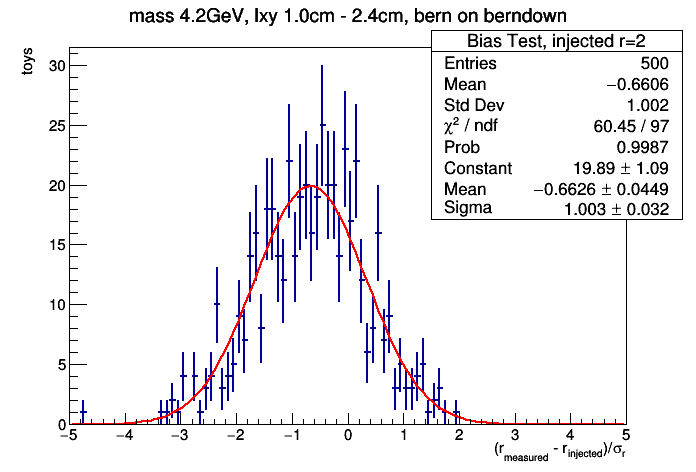 mass 4.2GeV, lxy 1.0cm - 2.4cm, bern on berndown
toys
Bias Test, injected r=2
Entries 500
Mean −0.6606
Std Dev 1.002
χ² / ndf 60.45 / 97
Prob 0.9987
Constant 19.89 ± 1.09
Mean −0.6626 ± 0.0449
Sigma 1.003 ± 0.032
30
25
20
15
10
5
0
−5 −4 −3 −2 −1 0 1 2 3 4 5
(r_measured - r_injected)/σ_r